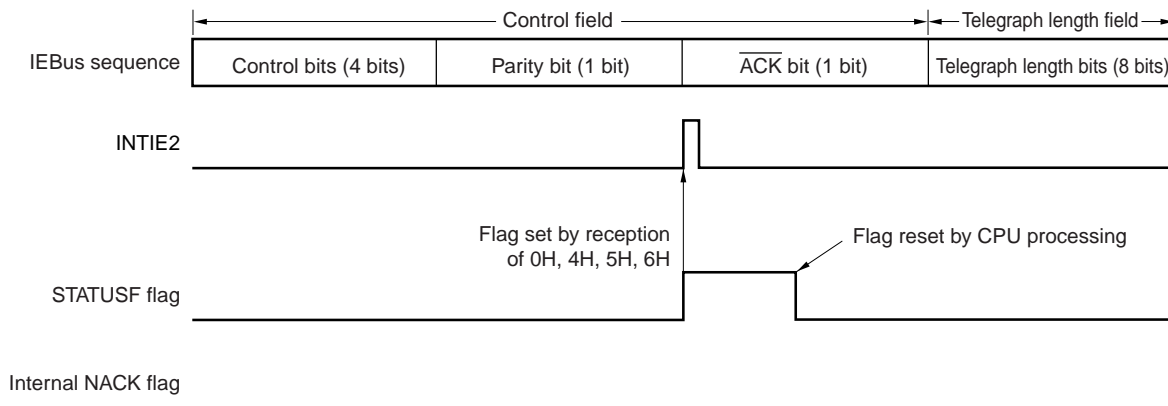 Control field
Telegraph length field
IEBus sequence
Control bits (4 bits)
Parity bit (1 bit)
ACK bit (1 bit)
Telegraph length bits (8 bits)
INTIE2
Flag set by reception
of 0H, 4H, 5H, 6H
Flag reset by CPU processing
STATUSF flag
Internal NACK flag